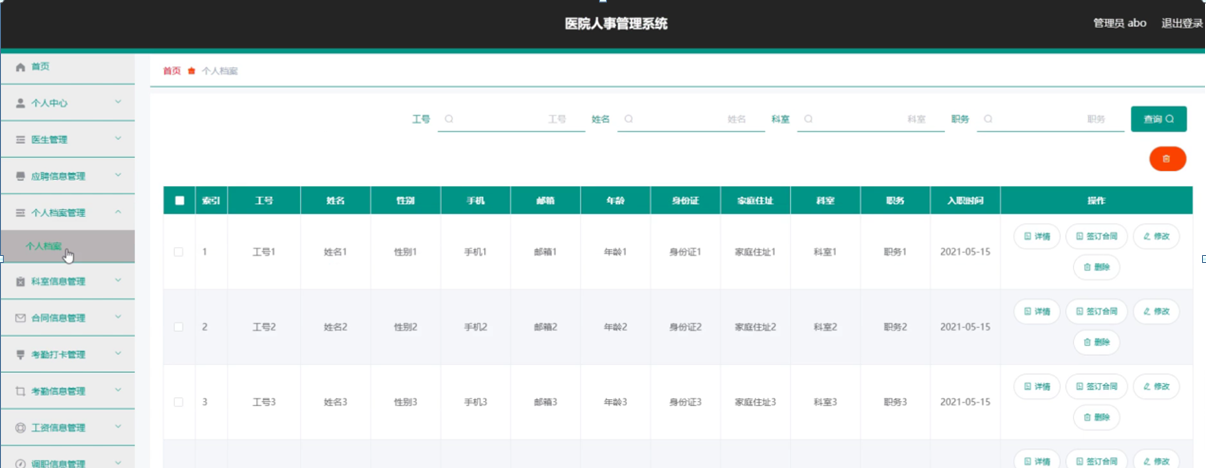 医院人事管理系统
管理员 abo 退出登录
首页
个人中心
医生管理
应聘信息管理
个人档案管理
个人档案
科室信息管理
合同信息管理
考勤打卡管理
考勤信息管理
工资信息管理
调职信息管理
首页 个人档案
工号 工号 姓名 姓名 科室 科室 职务 职务 查询
索引 工号 姓名 性别 手机 邮箱 年龄 身份证 家庭住址 科室 职务 入职时间 操作
1 工号1 姓名1 性别1 手机1 邮箱1 年龄1 身份证1 家庭住址1 科室1 职务1 2021-05-15 详情 签订合同 修改
删除
2 工号2 姓名2 性别2 手机2 邮箱2 年龄2 身份证2 家庭住址2 科室2 职务2 2021-05-15 详情 签订合同 修改
删除
3 工号3 姓名3 性别3 手机3 邮箱3 年龄3 身份证3 家庭住址3 科室3 职务3 2021-05-15 详情 签订合同 修改
删除
详情 签订合同 修改